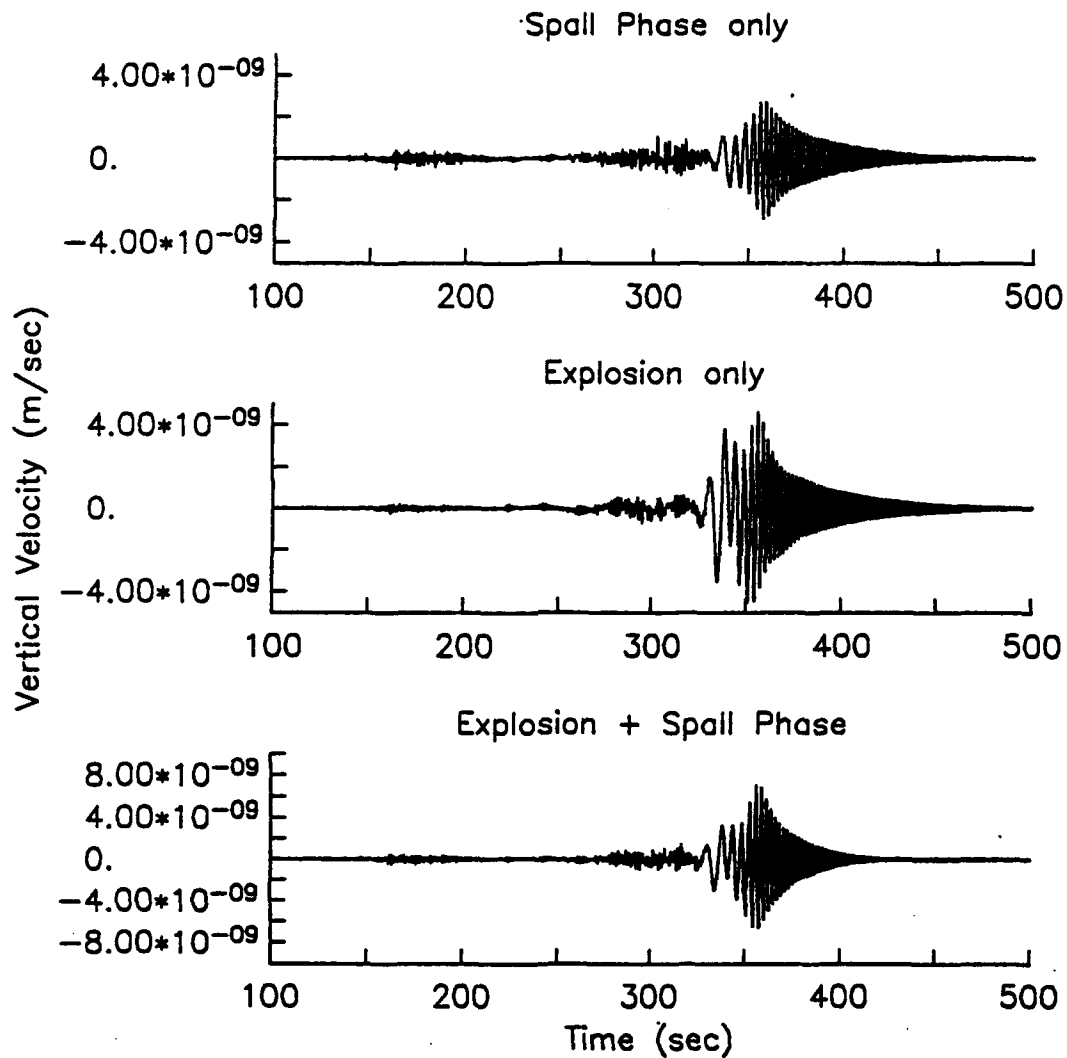 Spall Phase only
4.00*10-09
0.
-4.00*10-09
100 200 300 400 500
Explosion only
4.00*10-09
0.
-4.00*10-09
100 200 300 400 500
Explosion + Spall Phase
8.00*10-09
4.00*10-09
0.
-4.00*10-09
-8.00*10-09
100 200 300 400 500
Time (sec)
Vertical Velocity (m/sec)